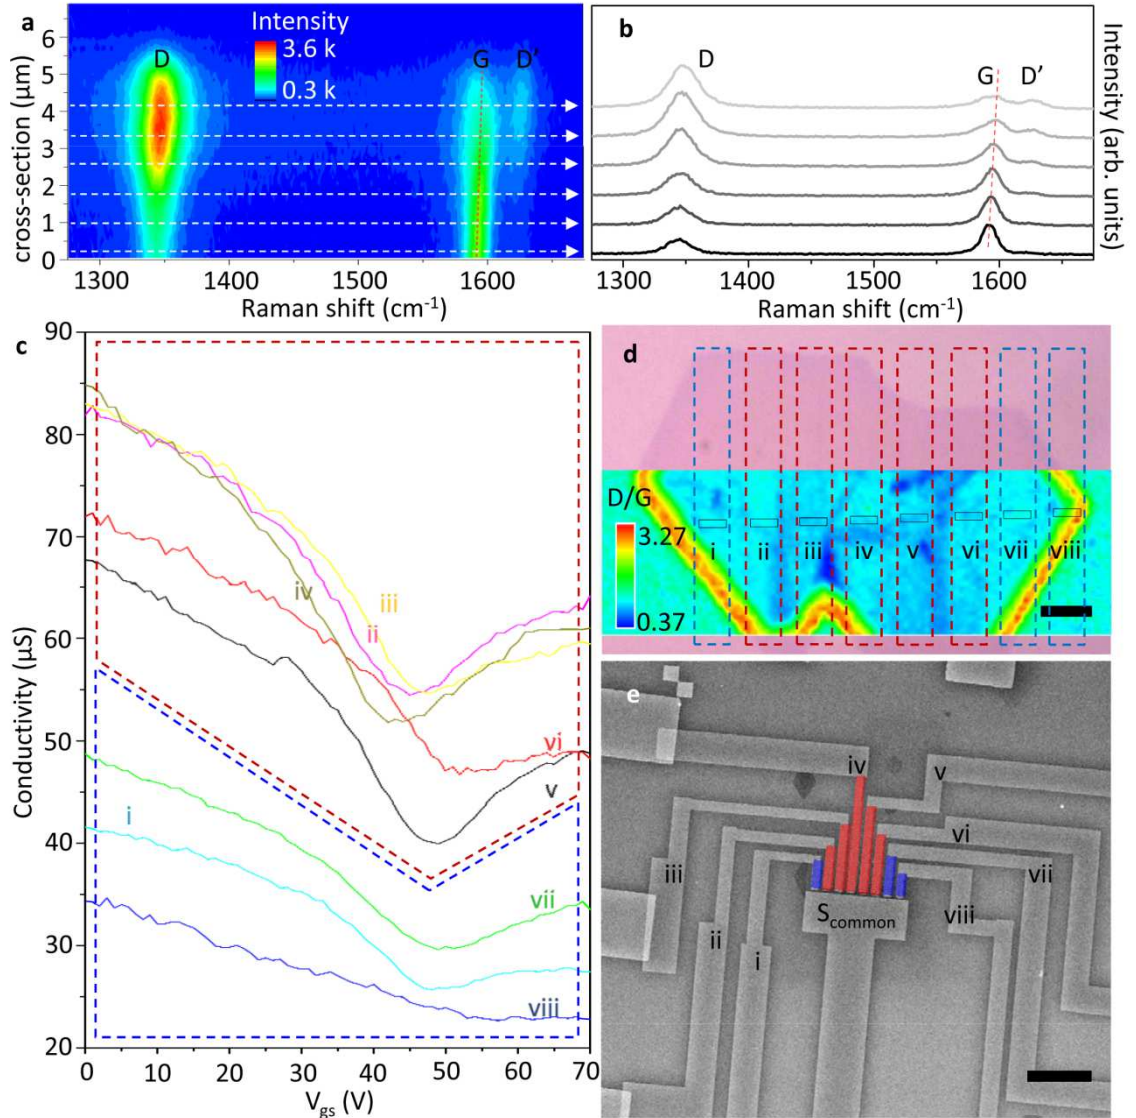 a
Intensity
3.6 k
0.3 k
D
G
D’
cross-section (µm)
6
5
4
3
2
1
0
1300
1400
1500
1600
Raman shift (cm-1)
b
D
G
D’
Intensity (arb. units)
1300
1400
1500
1600
Raman shift (cm-1)
c
Conductivity (µS)
90
80
70
60
50
40
30
20
iv
iii
ii
vi
v
i
vii
viii
0
10
20
30
40
50
60
70
Vgs (V)
d
D/G
3.27
0.37
i
ii
iii
iv
v
vi
vii
viii
e
iv
v
vi
iii
vii
Scommon
viii
ii
i